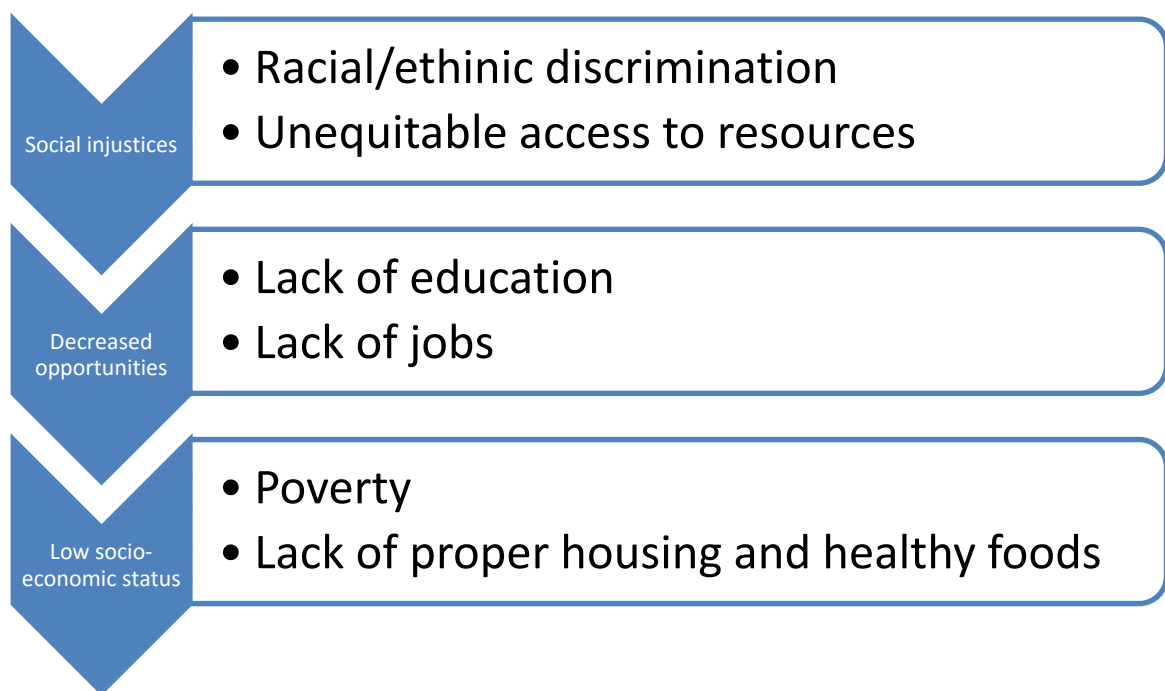 Social injustices
• Racial/ethinic discrimination
• Unequitable access to resources
Decreased
opportunities
• Lack of education
• Lack of jobs
Low socio-
economic status
• Poverty
• Lack of proper housing and healthy foods